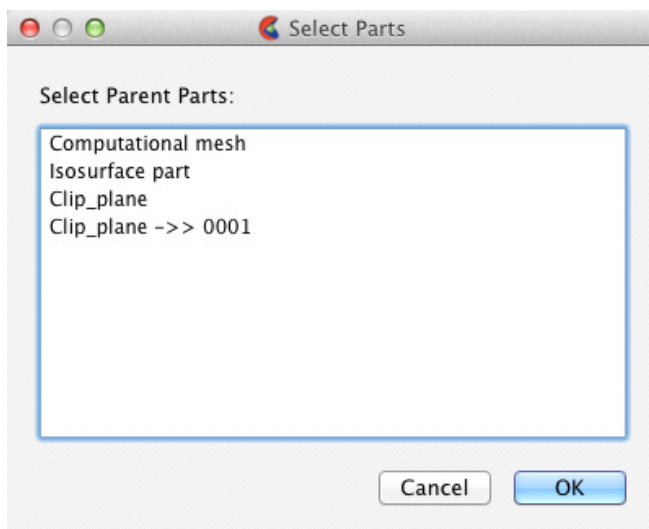 Select Parts
Select Parent Parts:
Computational mesh
Isosurface part
Clip_plane
Clip_plane ->> 0001
Cancel OK